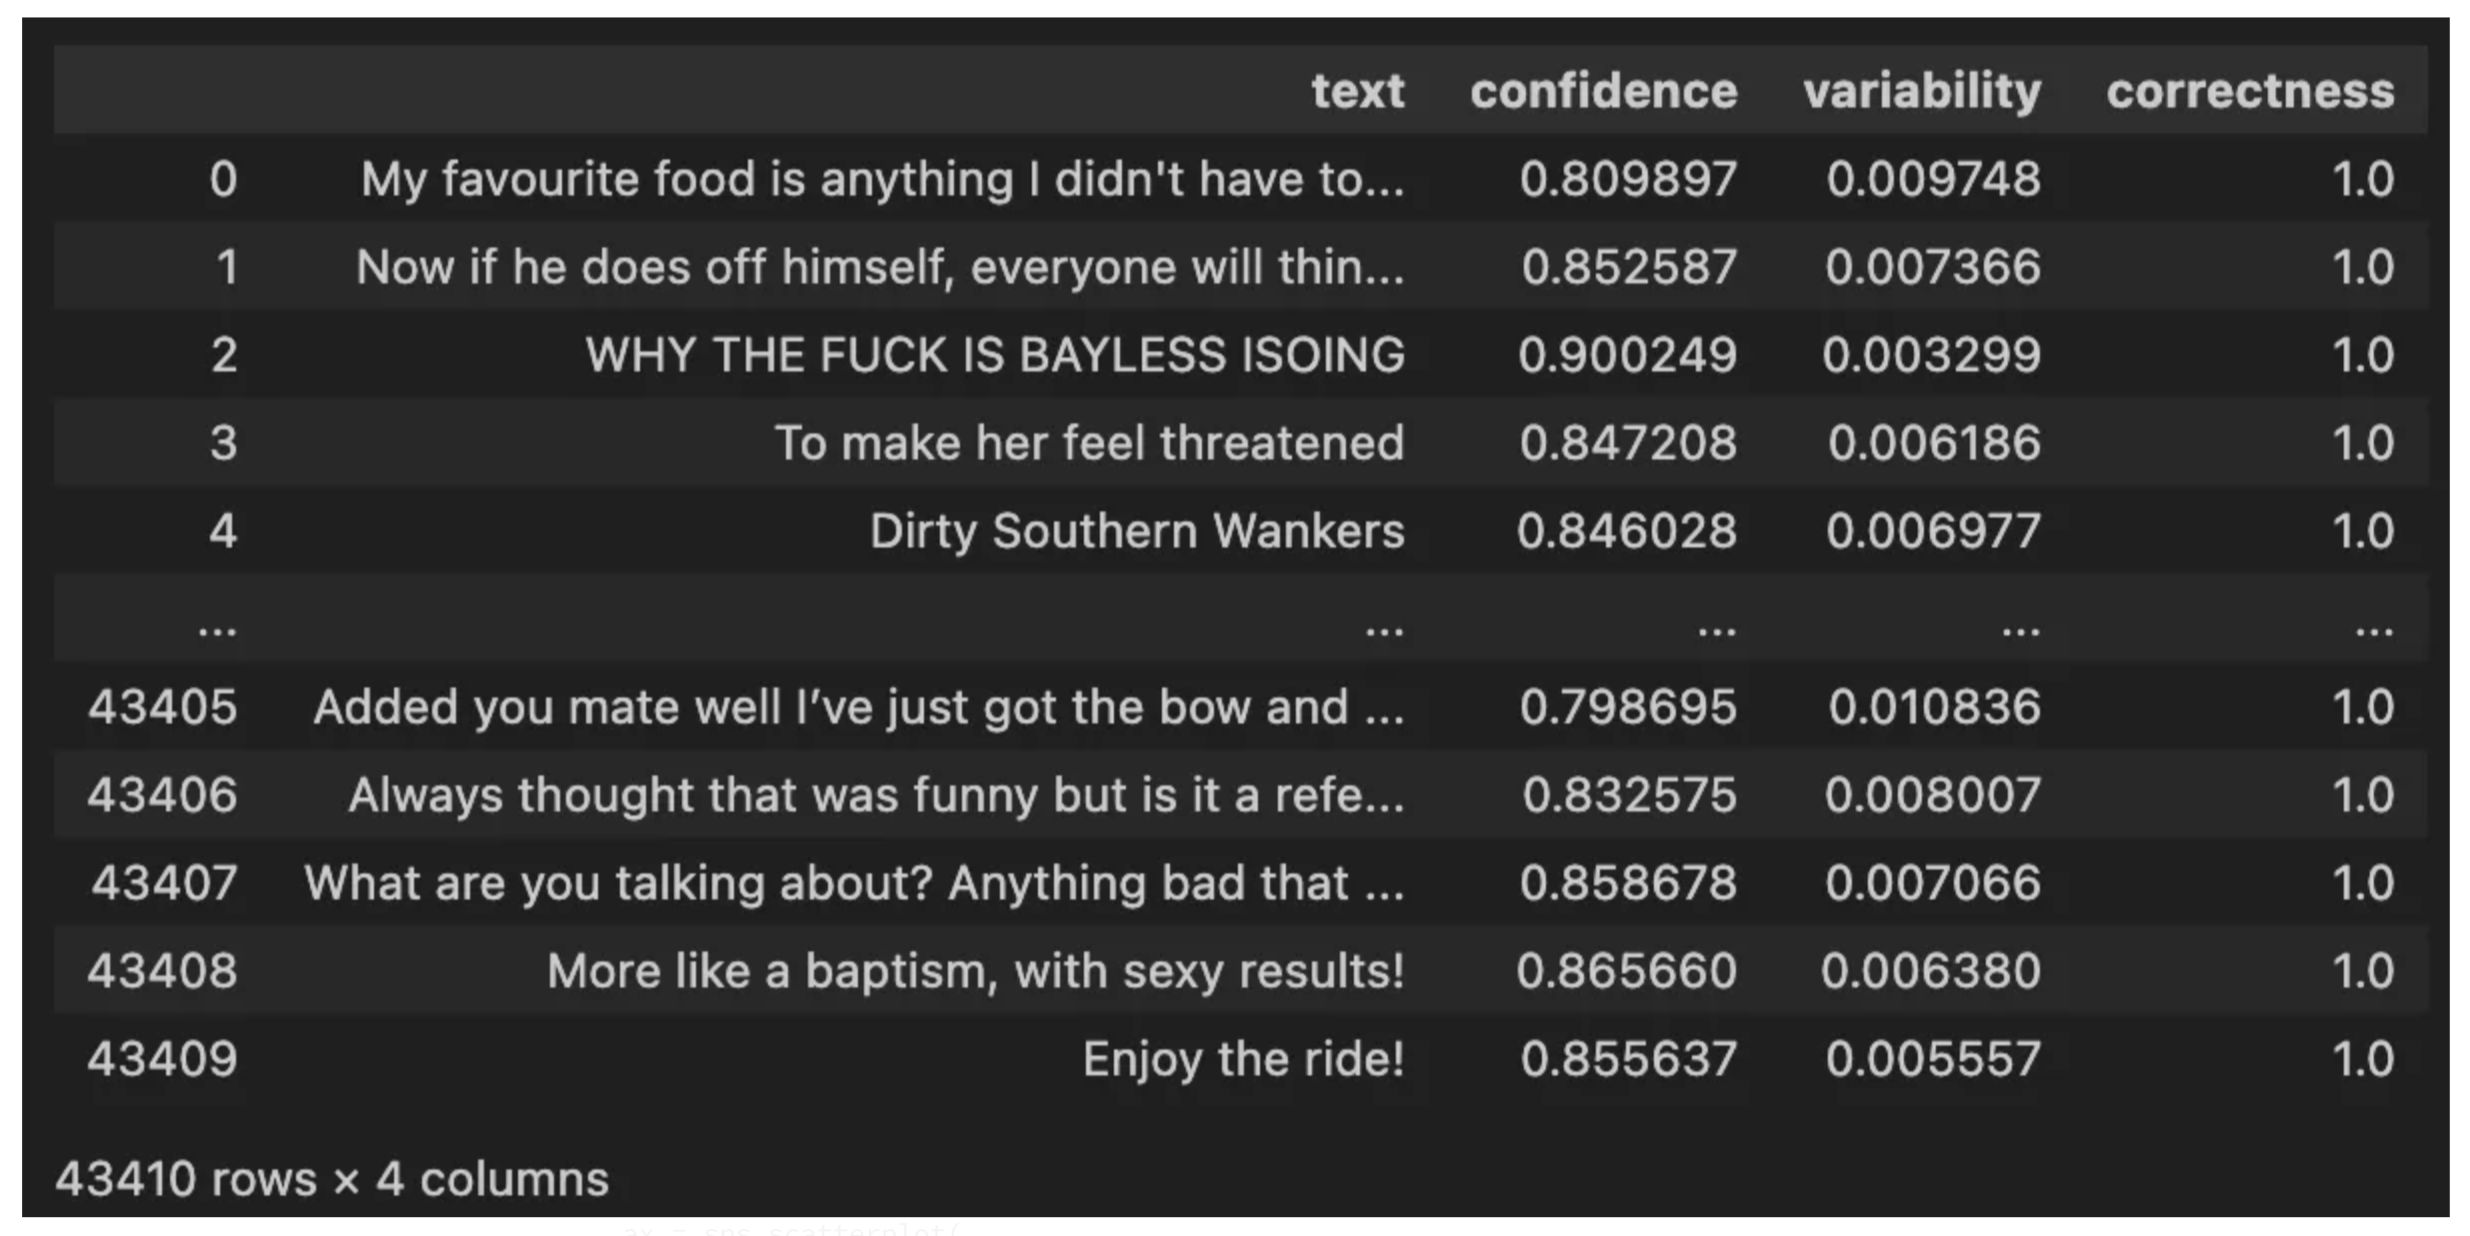 text confidence variability correctness
0 My favourite food is anything I didn't have to... 0.809897 0.009748 1.0
1 Now if he does off himself, everyone will thin... 0.852587 0.007366 1.0
2 WHY THE FUCK IS BAYLESS ISOING 0.900249 0.003299 1.0
3 To make her feel threatened 0.847208 0.006186 1.0
4 Dirty Southern Wankers 0.846028 0.006977 1.0
... ... ... ... ...
43405 Added you mate well I’ve just got the bow and ... 0.798695 0.010836 1.0
43406 Always thought that was funny but is it a refe... 0.832575 0.008007 1.0
43407 What are you talking about? Anything bad that ... 0.858678 0.007066 1.0
43408 More like a baptism, with sexy results! 0.865660 0.006380 1.0
43409 Enjoy the ride! 0.855637 0.005557 1.0
43410 rows × 4 columns
ax = sns.scatterplot(